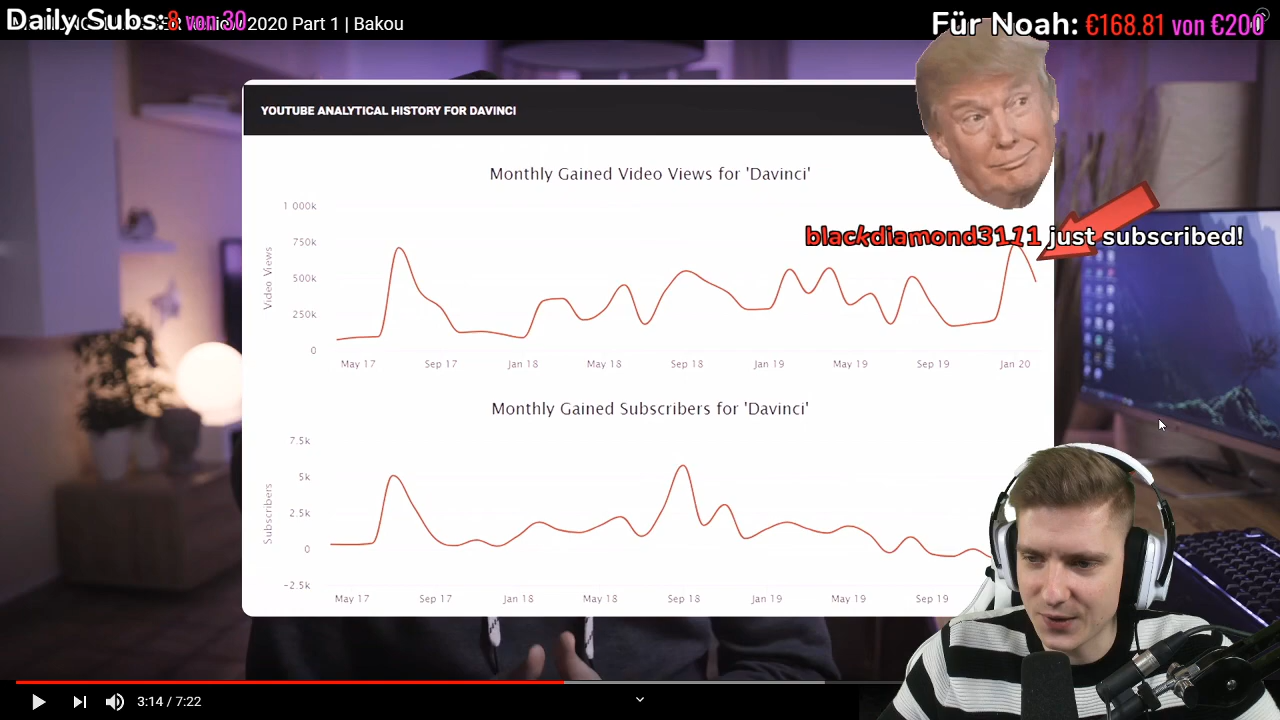 Daily Subs: 8 von 30
2020 Part 1 | Bakou
Für Noah: €168.81 von €200
YOUTUBE ANALYTICAL HISTORY FOR DAVINCI
Monthly Gained Video Views for 'Davinci'
blackdiamond3111 just subscribed!
Video Views
1 000k
750k
500k
250k
0
May 17 Sep 17 Jan 18 May 18 Sep 18 Jan 19 May 19 Sep 19 Jan 20
Monthly Gained Subscribers for 'Davinci'
Subscribers
7.5k
5k
2.5k
0
-2.5k
May 17 Sep 17 Jan 18 May 18 Sep 18 Jan 19 May 19 Sep 19
3:14 / 7:22